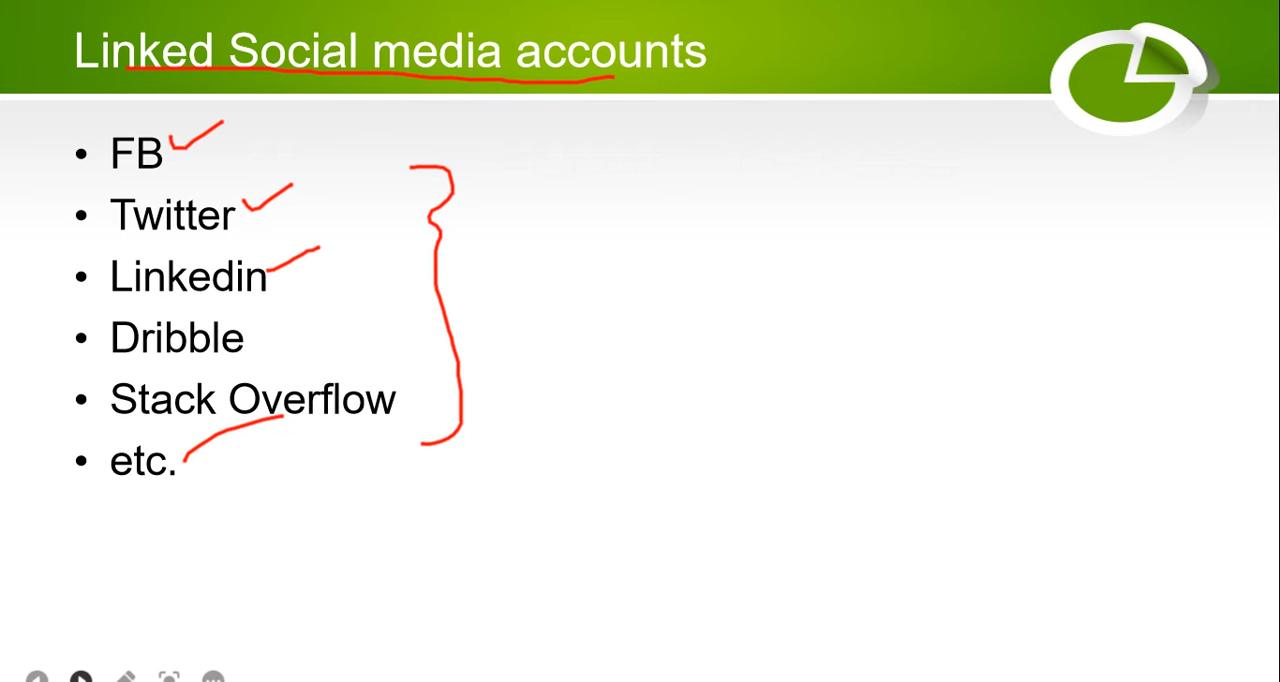 Linked Social media accounts
• FB
• Twitter
• Linkedin
• Dribble
• Stack Overflow
• etc.